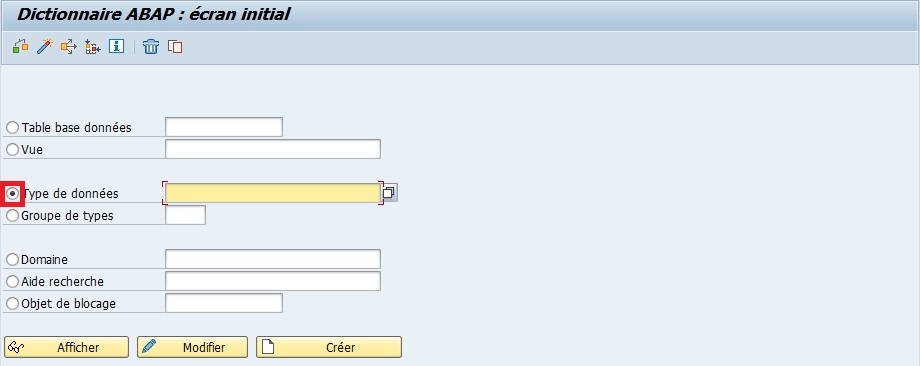 Dictionnaire ABAP : écran initial
Table base données
Vue
Type de données
Groupe de types
Domaine
Aide recherche
Objet de blocage
Afficher Modifier Créer